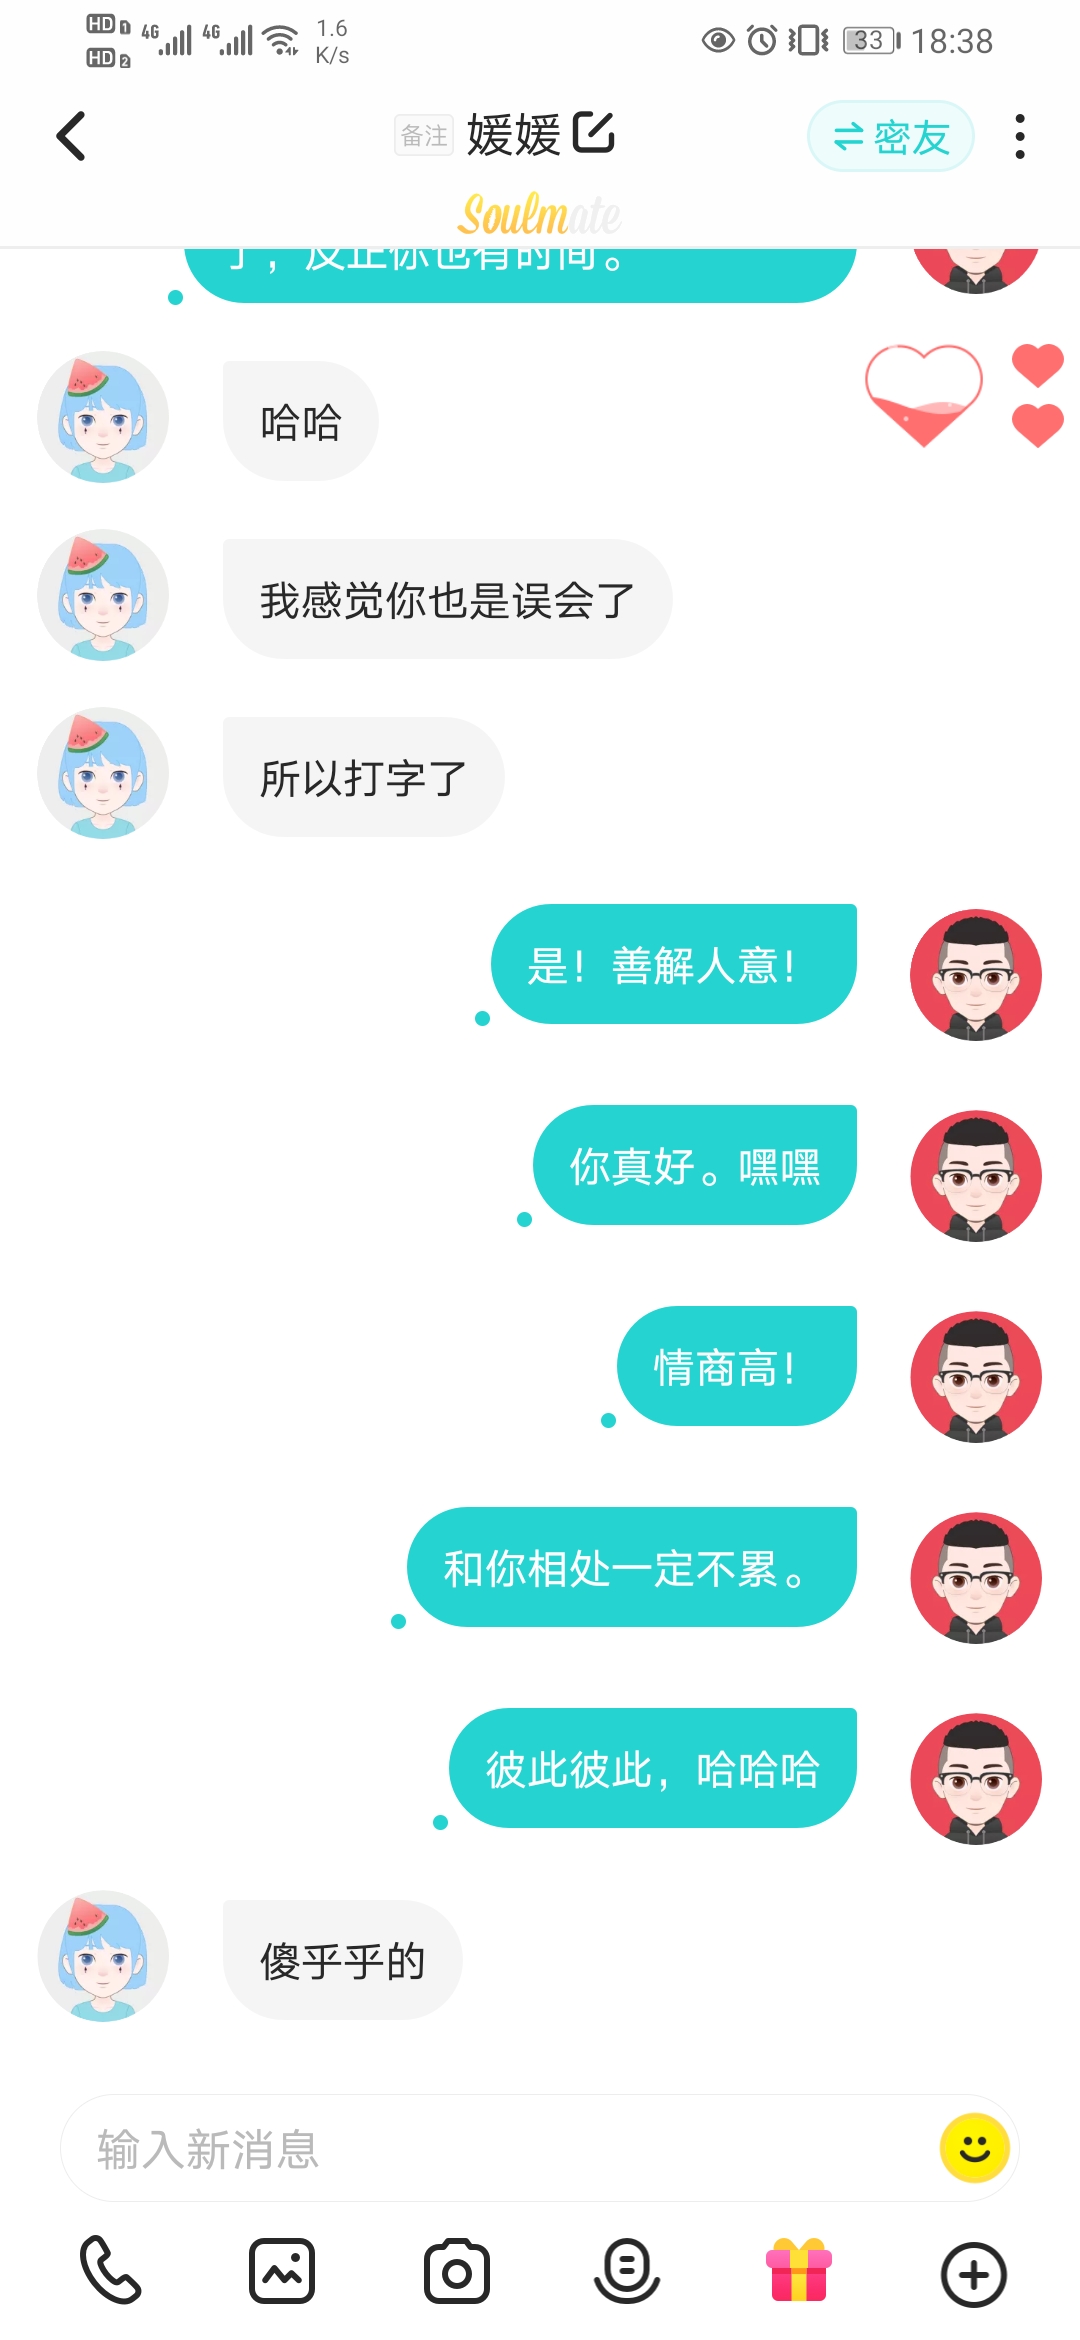 HD 1 4G 4G 1.6
HD 2 K/s
33 18:38
备注 媛媛 密友
Soulmate
了，反正你也有时间。
哈哈
我感觉你也是误会了
所以打字了
是！善解人意！
你真好。嘿嘿
情商高！
和你相处一定不累。
彼此彼此，哈哈哈
傻乎乎的
输入新消息